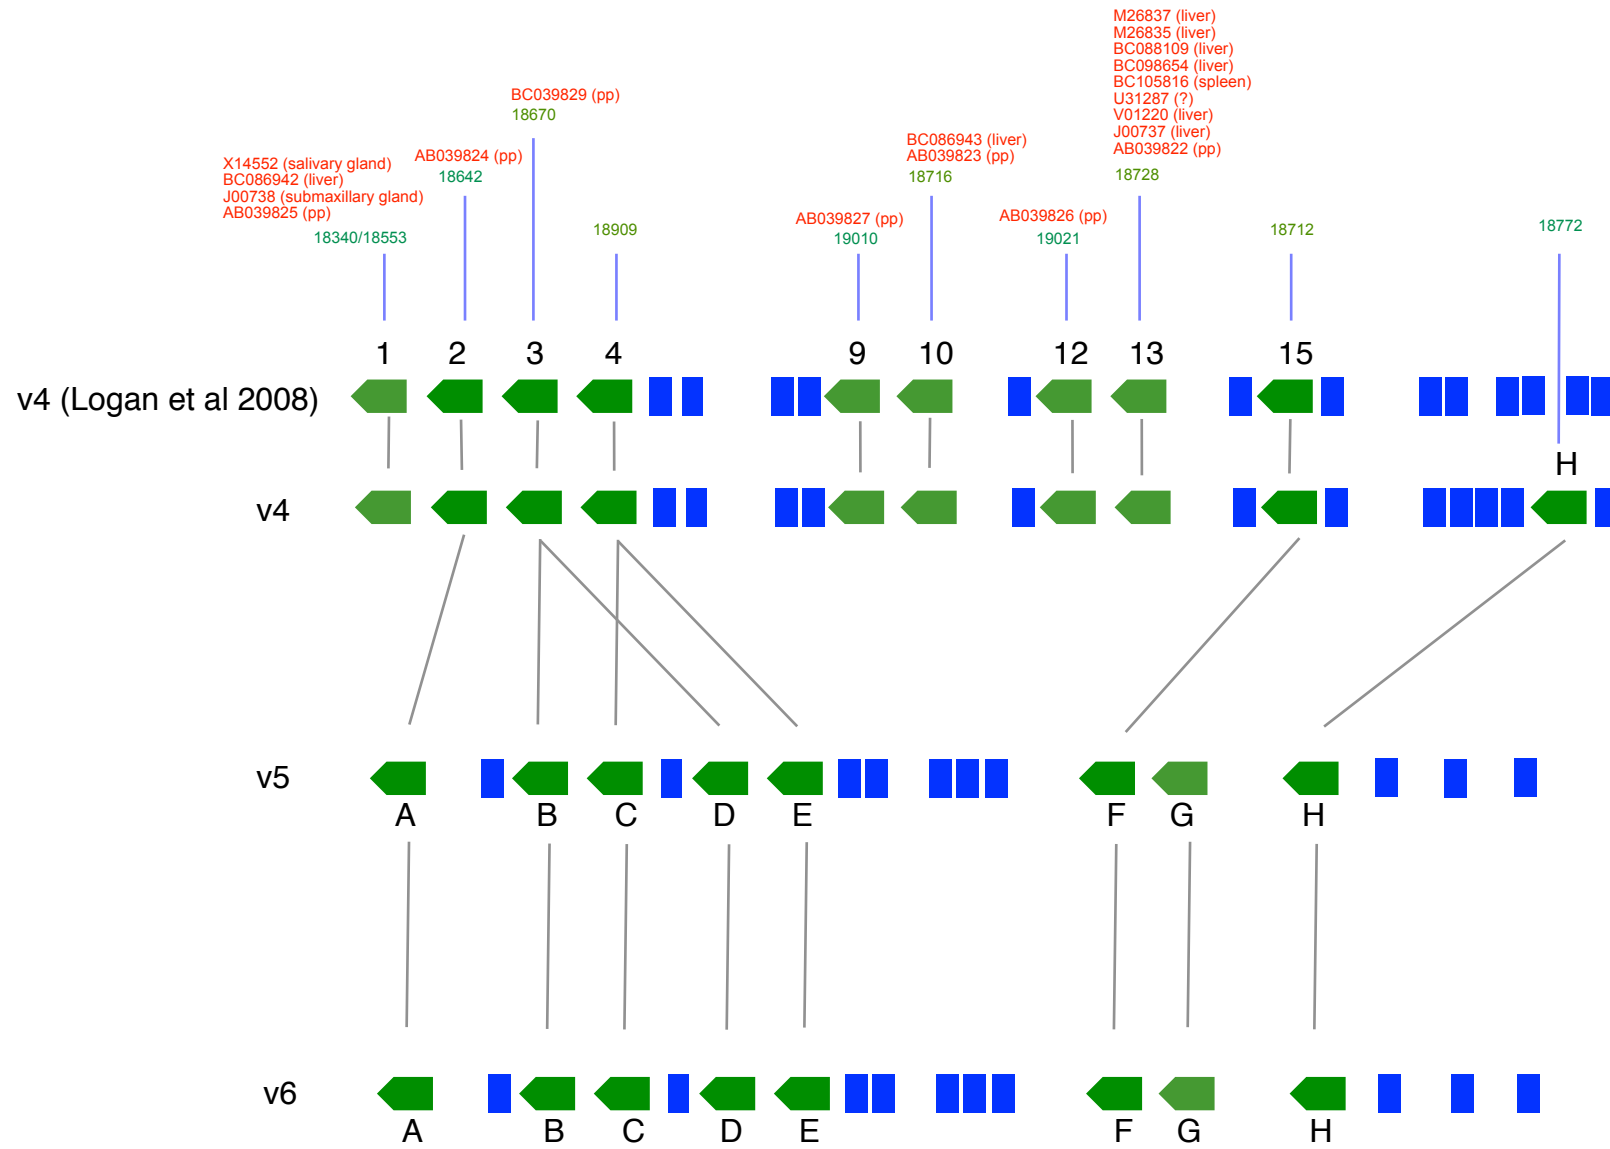 M26837 (liver)
M26835 (liver)
BC088109 (liver)
BC098654 (liver)
BC105816 (spleen)
U31287 (?)
V01220 (liver)
J00737 (liver)
AB039822 (pp)
18728
BC039829 (pp)
18670
BC086943 (liver)
AB039823 (pp)
18716
AB039824 (pp)
18642
X14552 (salivary gland)
BC086942 (liver)
J00738 (submaxillary gland)
AB039825 (pp)
18340/18553
18909
AB039827 (pp)
19010
AB039826 (pp)
19021
18712
18772
1 2 3 4 9 10 12 13 15
v4 (Logan et al 2008)
H
v4
v5
A B C D E F G H
v6
A B C D E F G H